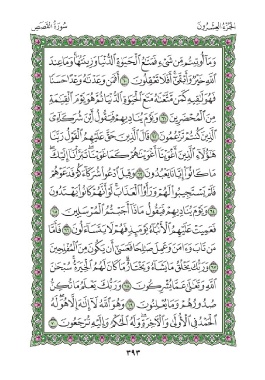 الجزء العشرون سورة القصص
وَمَآ أُوتِيتُم مِّن شَىْءٍ فَمَتَٰعُ ٱلْحَيَوٰةِ ٱلدُّنْيَا وَزِينَتُهَا وَمَا عِندَ
ٱللَّهِ خَيْرٌ وَأَبْقَىٰٓ أَفَلَا تَعْقِلُونَ ٦٠ أَفَمَن وَعَدْنَٰهُ وَعْدًا حَسَنًا
فَهُوَ لَٰقِيهِ كَمَن مَّتَّعْنَٰهُ مَتَٰعَ ٱلْحَيَوٰةِ ٱلدُّنْيَا ثُمَّ هُوَ يَوْمَ ٱلْقِيَٰمَةِ
مِنَ ٱلْمُحْضَرِينَ ٦١ وَيَوْمَ يُنَادِيهِمْ فَيَقُولُ أَيْنَ شُرَكَآءِىَ
ٱلَّذِينَ كُنتُمْ تَزْعُمُونَ ٦٢ قَالَ ٱلَّذِينَ حَقَّ عَلَيْهِمُ ٱلْقَوْلُ رَبَّنَا
هَٰٓؤُلَآءِ ٱلَّذِينَ أَغْوَيْنَآ أَغْوَيْنَٰهُمْ كَمَا غَوَيْنَا تَبَرَّأْنَآ إِلَيْكَ
مَا كَانُوٓا۟ إِيَّانَا يَعْبُدُونَ ٦٣ وَقِيلَ ٱدْعُوا۟ شُرَكَآءَكُمْ فَدَعَوْهُمْ
فَلَمْ يَسْتَجِيبُوا۟ لَهُمْ وَرَأَوُا۟ ٱلْعَذَابَ لَوْ أَنَّهُمْ كَانُوا۟ يَهْتَدُونَ
٦٤ وَيَوْمَ يُنَادِيهِمْ فَيَقُولُ مَاذَآ أَجَبْتُمُ ٱلْمُرْسَلِينَ ٦٥
فَعَمِيَتْ عَلَيْهِمُ ٱلْأَنۢبَآءُ يَوْمَئِذٍ فَهُمْ لَا يَتَسَآءَلُونَ ٦٦ فَأَمَّا
مَن تَابَ وَءَامَنَ وَعَمِلَ صَٰلِحًا فَعَسَىٰٓ أَن يَكُونَ مِنَ ٱلْمُفْلِحِينَ
٦٧ وَرَبُّكَ يَخْلُقُ مَا يَشَآءُ وَيَخْتَارُ مَا كَانَ لَهُمُ ٱلْخِيَرَةُ سُبْحَٰنَ
ٱللَّهِ وَتَعَٰلَىٰ عَمَّا يُشْرِكُونَ ٦٨ وَرَبُّكَ يَعْلَمُ مَا تُكِنُّ
صُدُورُهُمْ وَمَا يُعْلِنُونَ ٦٩ وَهُوَ ٱللَّهُ لَآ إِلَٰهَ إِلَّا هُوَ لَهُ
ٱلْحَمْدُ فِى ٱلْأُولَىٰ وَٱلْءَاخِرَةِ وَلَهُ ٱلْحُكْمُ وَإِلَيْهِ تُرْجَعُونَ ٧٠
٣٩٣